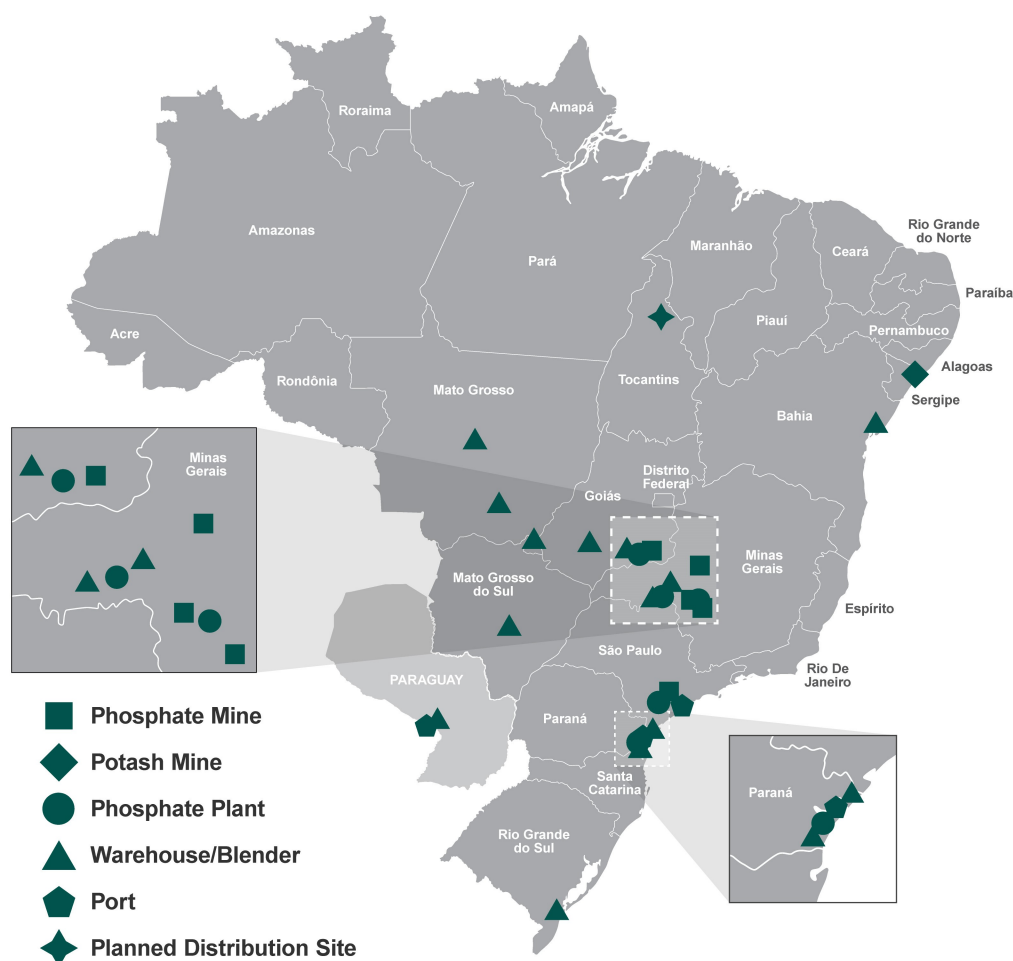 Roraima
Amapá
Amazonas
Pará
Maranhão
Ceará
Rio Grande
do Norte
Paraíba
Piauí
Pernambuco
Acre
Rondônia
Mato Grosso
Tocantins
Alagoas
Sergipe
Bahia
Minas
Gerais
Distrito
Federal
Goiás
Minas
Gerais
Mato Grosso
do Sul
Espírito
São Paulo
Rio De
Janeiro
PARAGUAY
Paraná
Santa
Catarina
Paraná
Rio Grande
do Sul
Phosphate Mine
Potash Mine
Phosphate Plant
Warehouse/Blender
Port
Planned Distribution Site